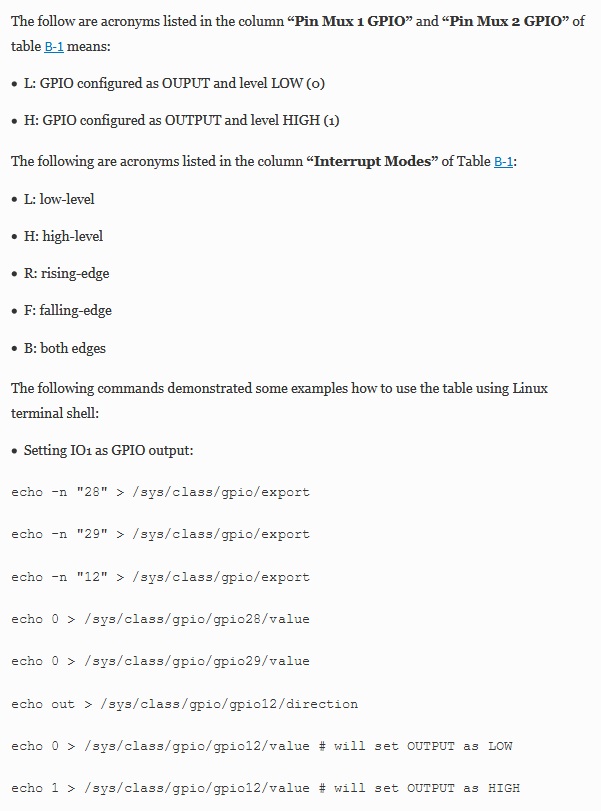 The follow are acronyms listed in the column “Pin Mux 1 GPIO” and “Pin Mux 2 GPIO” of
table B-1 means:
• L: GPIO configured as OUPUT and level LOW (0)
• H: GPIO configured as OUTPUT and level HIGH (1)
The following are acronyms listed in the column “Interrupt Modes” of Table B-1:
• L: low-level
• H: high-level
• R: rising-edge
• F: falling-edge
• B: both edges
The following commands demonstrated some examples how to use the table using Linux
terminal shell:
• Setting IO1 as GPIO output:
echo -n "28" > /sys/class/gpio/export
echo -n "29" > /sys/class/gpio/export
echo -n "12" > /sys/class/gpio/export
echo 0 > /sys/class/gpio/gpio28/value
echo 0 > /sys/class/gpio/gpio29/value
echo out > /sys/class/gpio/gpio12/direction
echo 0 > /sys/class/gpio/gpio12/value # will set OUTPUT as LOW
echo 1 > /sys/class/gpio/gpio12/value # will set OUTPUT as HIGH